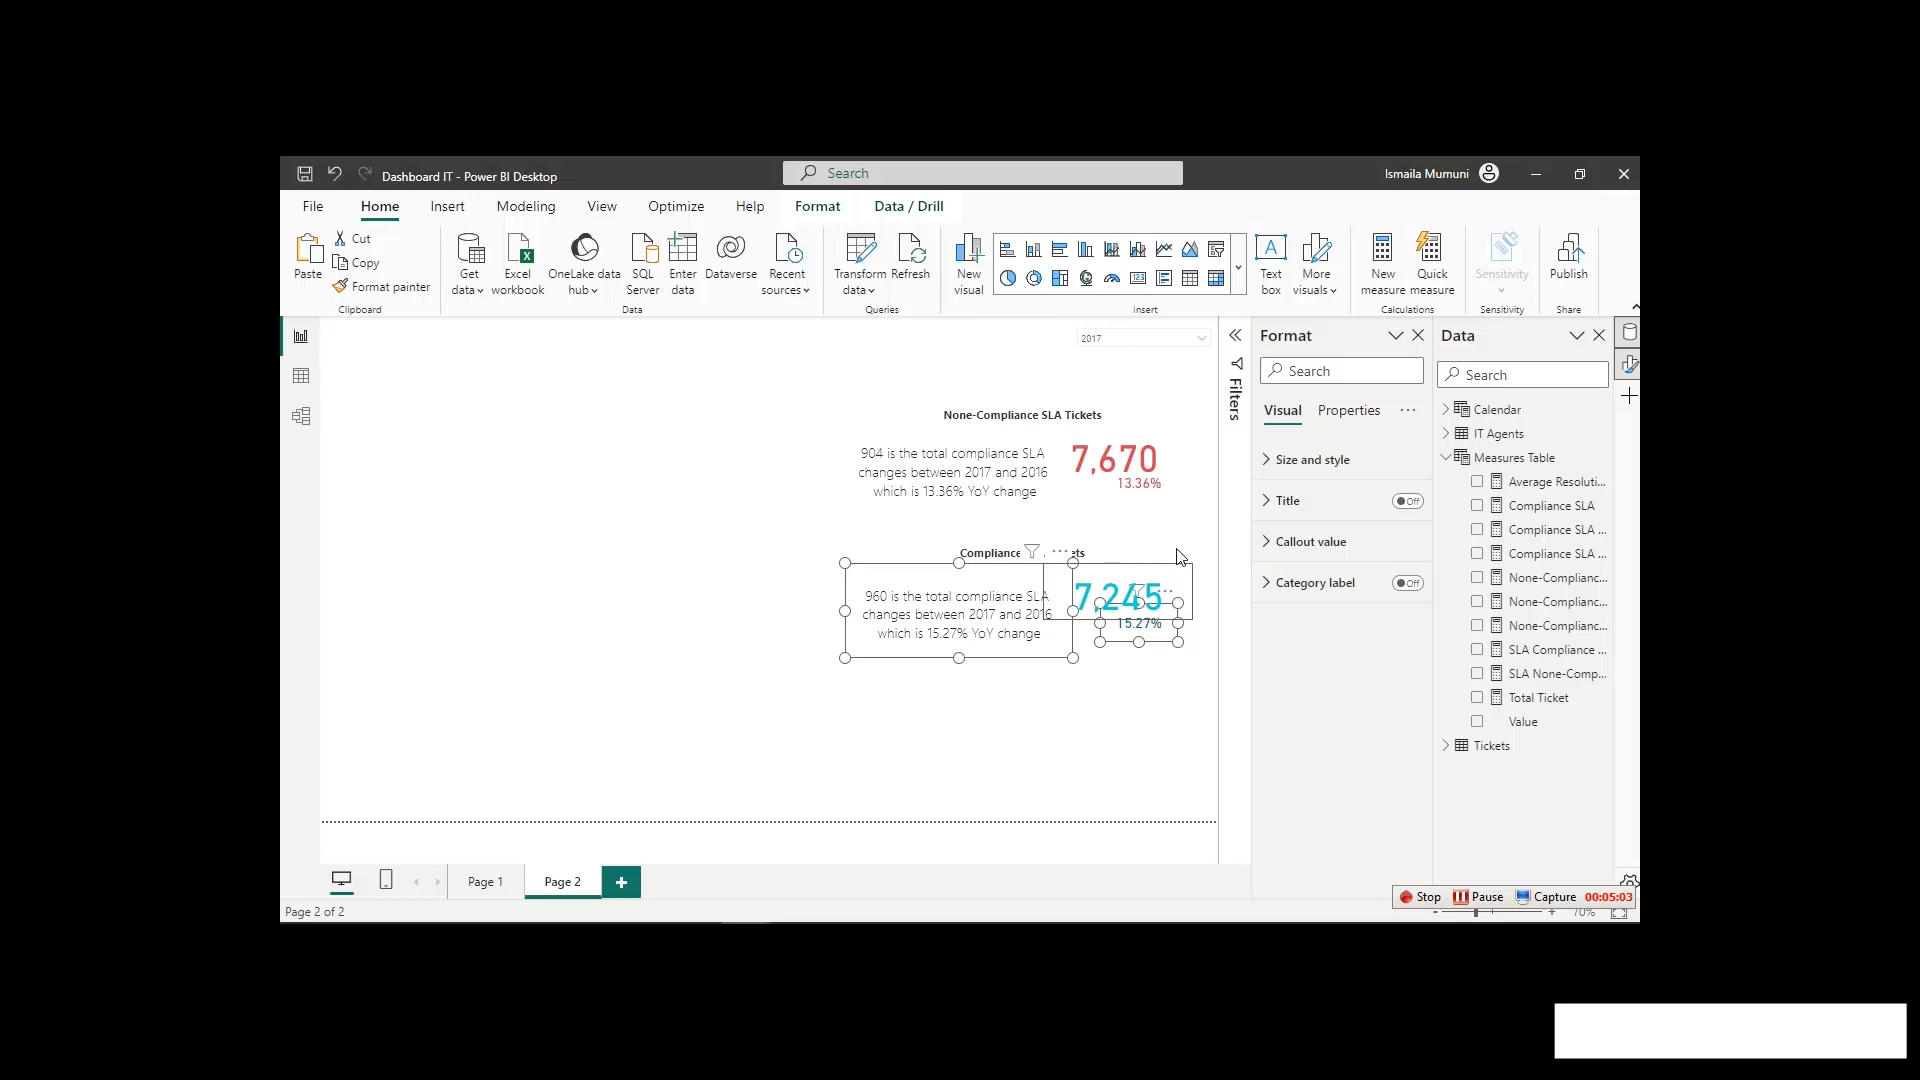 Dashboard IT - Power BI Desktop
Search
Ismaila Mumuni
File Home Insert Modeling View Optimize Help Format Data / Drill
Paste
Cut
Copy
Format painter
Clipboard
Get data
Excel workbook
OneLake data hub
SQL Server
Enter data
Dataverse
Recent sources
Data
Transform data
Refresh
Queries
New visual
123
Insert
A
Text box
More visuals
New measure
Quick measure
Calculations
Sensitivity
Sensitivity
Publish
Share
2017
None-Compliance SLA Tickets
904 is the total compliance SLA
changes between 2017 and 2016
which is 13.36% YoY change
7,670
13.36%
Compliance ets
960 is the total compliance SLA
changes between 2017 and 2016
which is 15.27% YoY change
7,245
15.27%
Filters
Format
Search
Visual Properties
Size and style
Title Off
Callout value
Category label Off
Data
Search
Calendar
IT Agents
Measures Table
Average Resoluti...
Compliance SLA
Compliance SLA ...
Compliance SLA ...
None-Complianc...
None-Complianc...
None-Complianc...
SLA Compliance ...
SLA None-Comp...
Total Ticket
Value
Tickets
Page 1 Page 2 +
Page 2 of 2
Stop Pause Capture 00:05:03
- + 70%